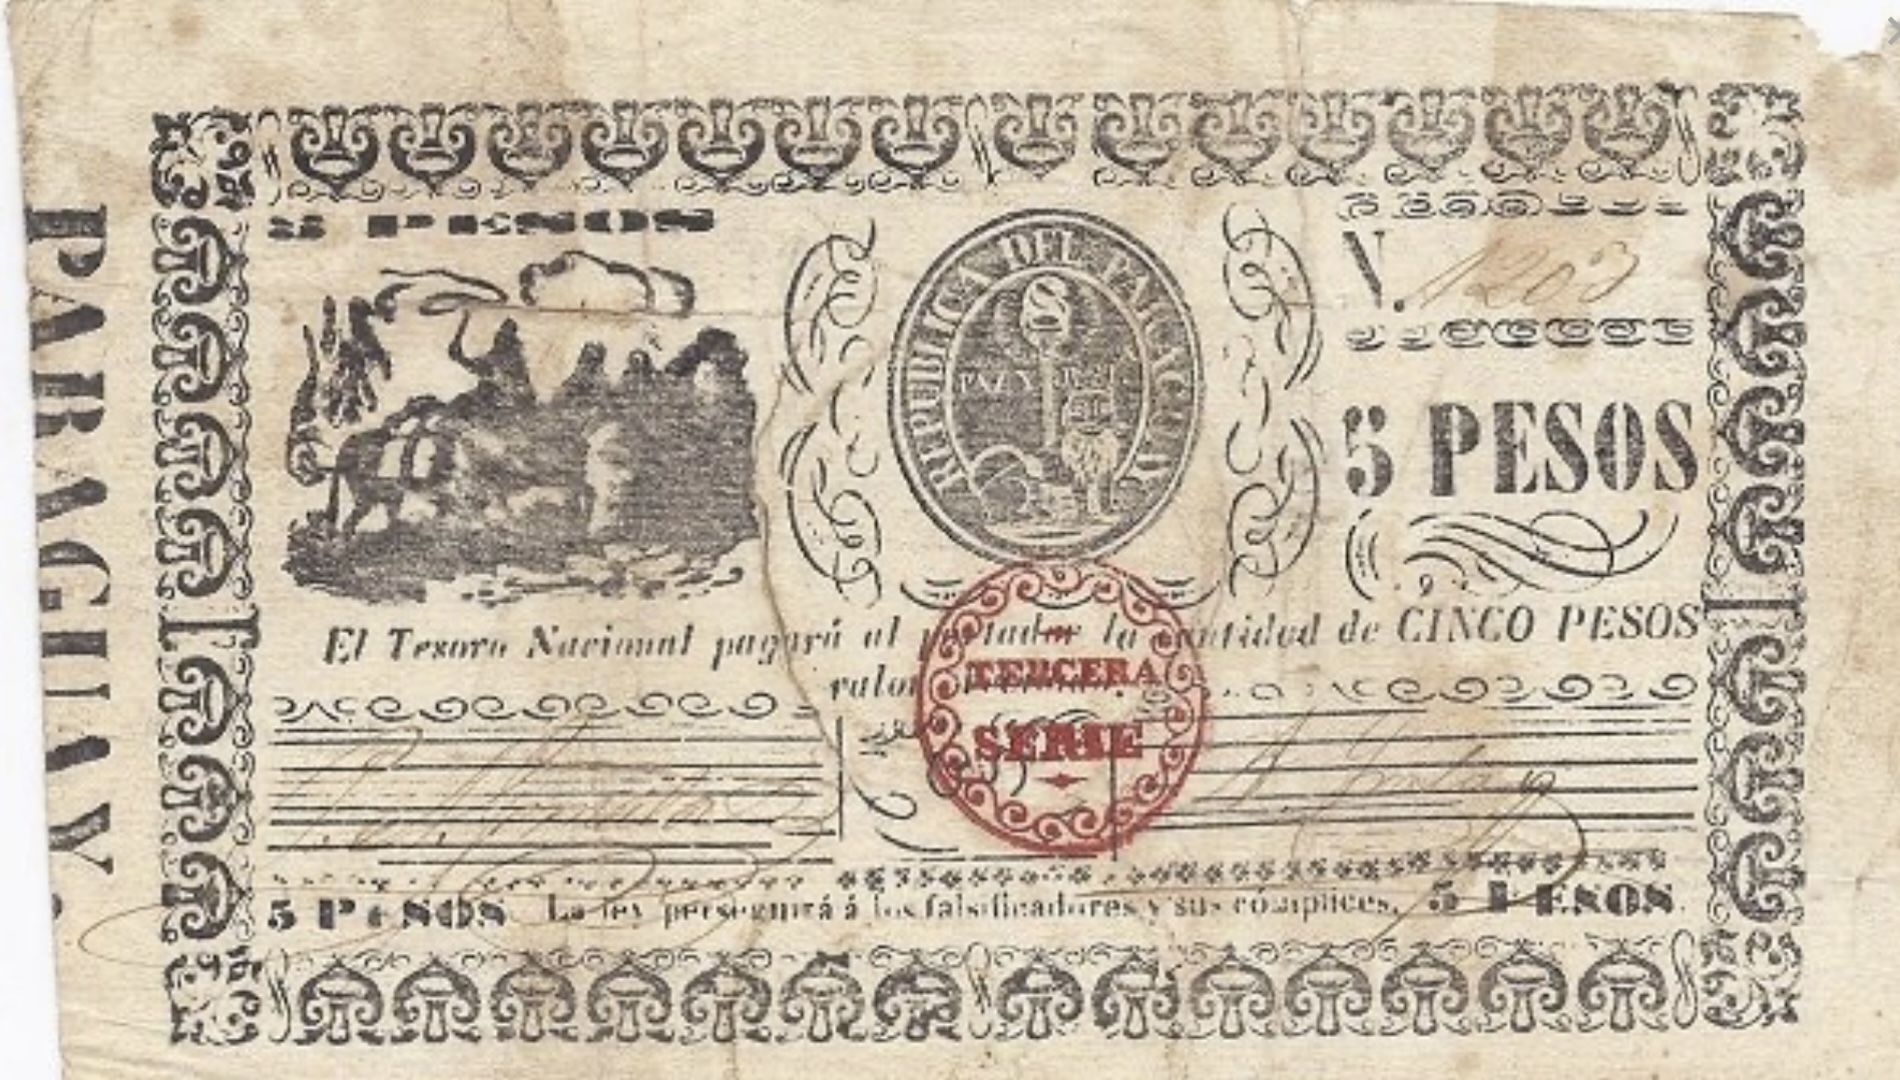 PARAGUAY
5 PESOS
REPUBLICA DEL PARAGUAY
PAZ Y
N. 1203
5 PESOS
El Tesoro Nacional pagará al portador la cantidad de CINCO PESOS
valor
TERCERA
SERIE
5 PESOS La ley perseguirá á los falsificadores y sus cómplices. 5 PESOS